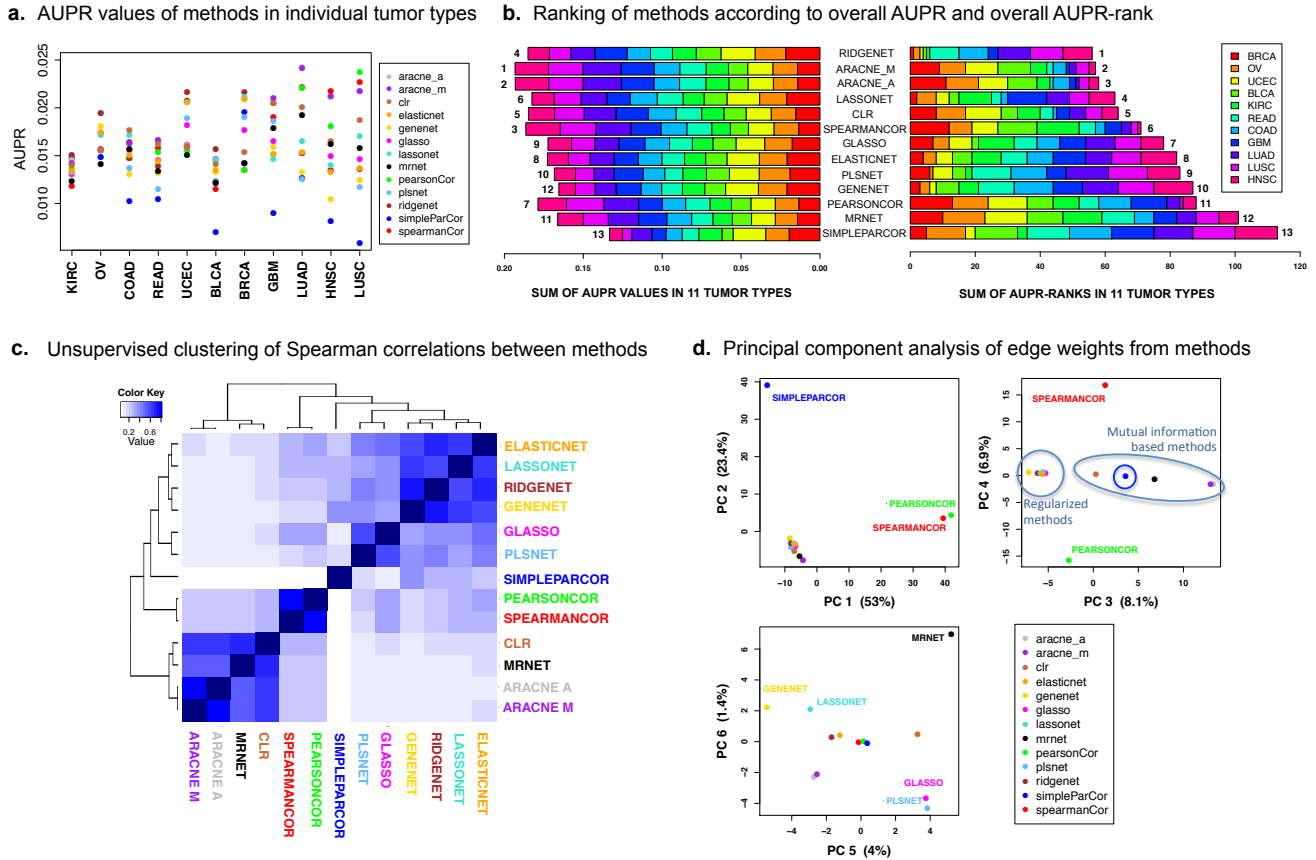 a. AUPR values of methods in individual tumor types
AUPR
0.010
0.015
0.020
0.025
KIRC
OV
COAD
READ
UCEC
BLCA
BRCA
GBM
LUAD
HNSC
LUSC
aracne_a
aracne_m
clr
elasticnet
genenet
glasso
lassonet
mrnet
pearsonCor
plsnet
ridgenet
simpleParCor
spearmanCor
b. Ranking of methods according to overall AUPR and overall AUPR-rank
4 RIDGENET 1
1 ARACNE_M 2
2 ARACNE_A 3
6 LASSONET 4
5 CLR 5
3 SPEARMANCOR 6
9 GLASSO 7
8 ELASTICNET 8
10 PLSNET 9
12 GENENET 10
7 PEARSONCOR 11
11 MRNET 12
13 SIMPLEPARCOR 13
0.20 0.15 0.10 0.05 0.00
SUM OF AUPR VALUES IN 11 TUMOR TYPES
0 20 40 60 80 100 120
SUM OF AUPR-RANKS IN 11 TUMOR TYPES
BRCA
OV
UCEC
BLCA
KIRC
READ
COAD
GBM
LUAD
LUSC
HNSC
c. Unsupervised clustering of Spearman correlations between methods
Color Key
0.2 0.6
Value
ELASTICNET
LASSONET
RIDGENET
GENENET
GLASSO
PLSNET
SIMPLEPARCOR
PEARSONCOR
SPEARMANCOR
CLR
MRNET
ARACNE A
ARACNE M
ARACNE M
ARACNE A
MRNET
CLR
SPEARMANCOR
PEARSONCOR
SIMPLEPARCOR
PLSNET
GLASSO
GENENET
RIDGENET
LASSONET
ELASTICNET
d. Principal component analysis of edge weights from methods
PC 2 (23.4%)
0 10 20 30 40
SIMPLEPARCOR
PEARSONCOR
SPEARMANCOR
−10 0 10 20 30 40
PC 1 (53%)
PC 4 (6.9%)
−15 −10 −5 0 5 10 15
SPEARMANCOR
Mutual information
based methods
Regularized
methods
PEARSONCOR
−5 0 5 10
PC 3 (8.1%)
PC 6 (1.4%)
−4 −2 0 2 4 6
MRNET
GENENET
LASSONET
GLASSO
PLSNET
−4 −2 0 2 4
PC 5 (4%)
aracne_a
aracne_m
clr
elasticnet
genenet
glasso
lassonet
mrnet
pearsonCor
plsnet
ridgenet
simpleParCor
spearmanCor